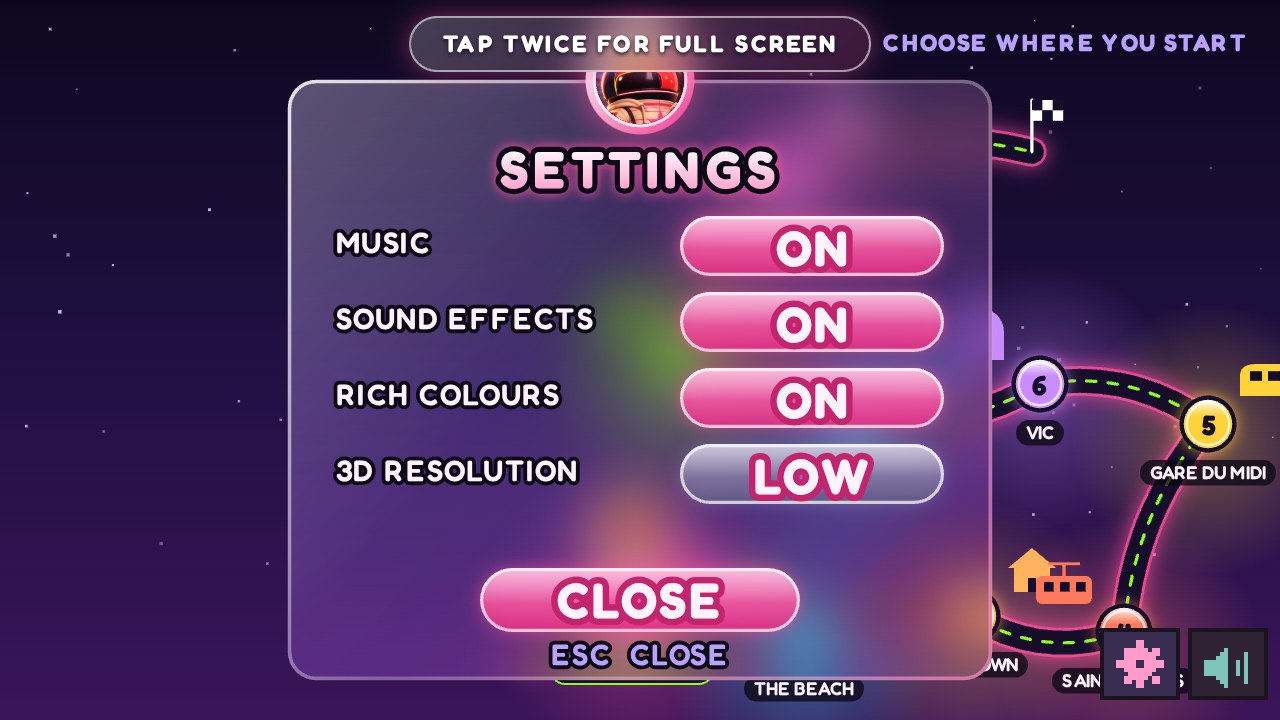 TAP TWICE FOR FULL SCREEN
CHOOSE WHERE YOU START
SETTINGS
MUSIC
ON
SOUND EFFECTS
ON
RICH COLOURS
ON
3D RESOLUTION
LOW
CLOSE
ESC CLOSE
6
VIC
5
GARE DU MIDI
THE BEACH